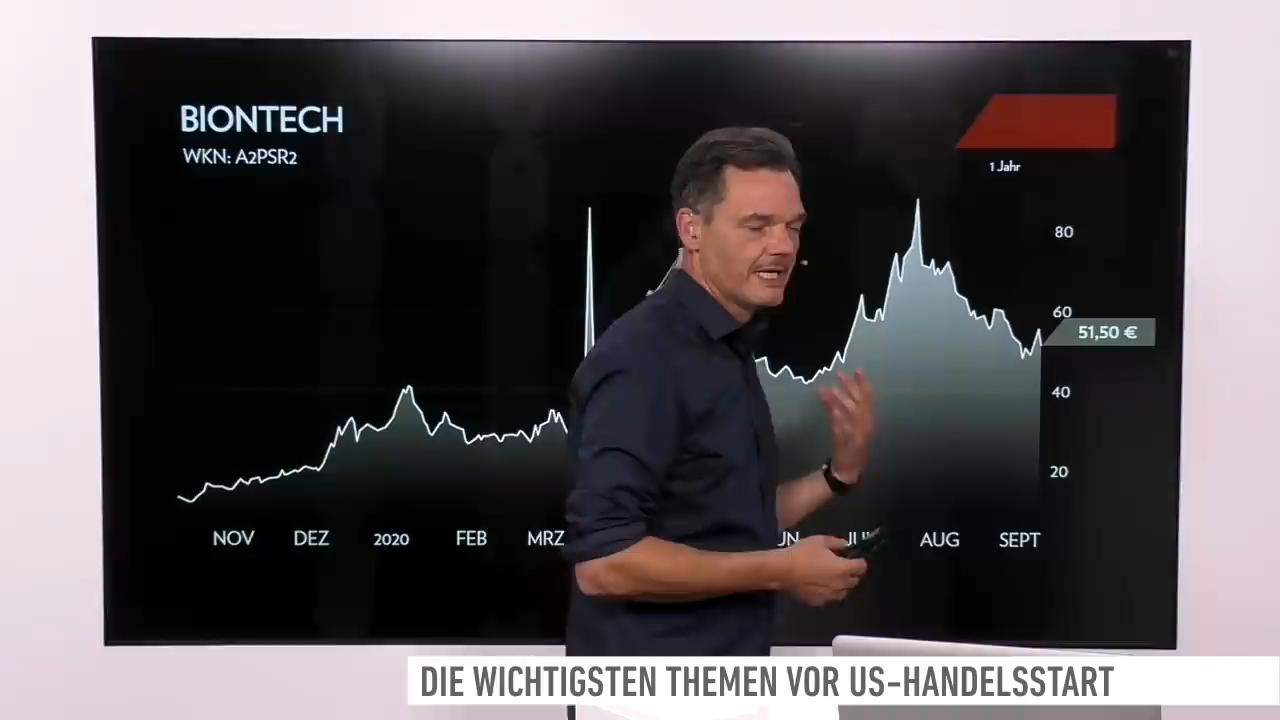 BIONTECH
WKN: A2PSR2
1 Jahr
80
60
51,50 €
40
20
NOV DEZ 2020 FEB MRZ AUG SEPT
DIE WICHTIGSTEN THEMEN VOR US-HANDELSSTART